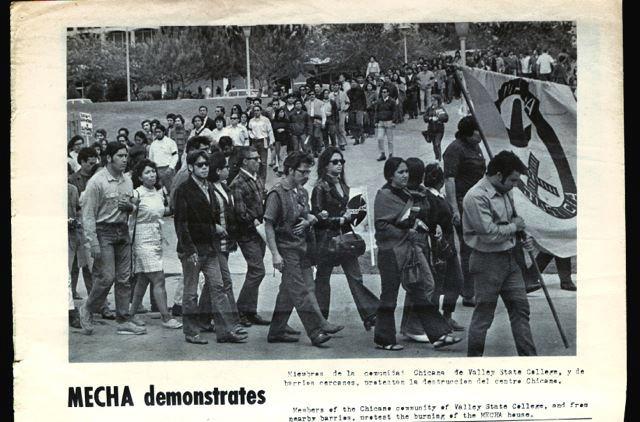 Miembros de la comunidad Chicana de Valley State College, y de
barrios cercanos, protestan la destruccion del centro Chicano.
MECHA demonstrates
Members of the Chicano community of Valley State College, and from
nearby barrios, protest the burning of the MECHA house.